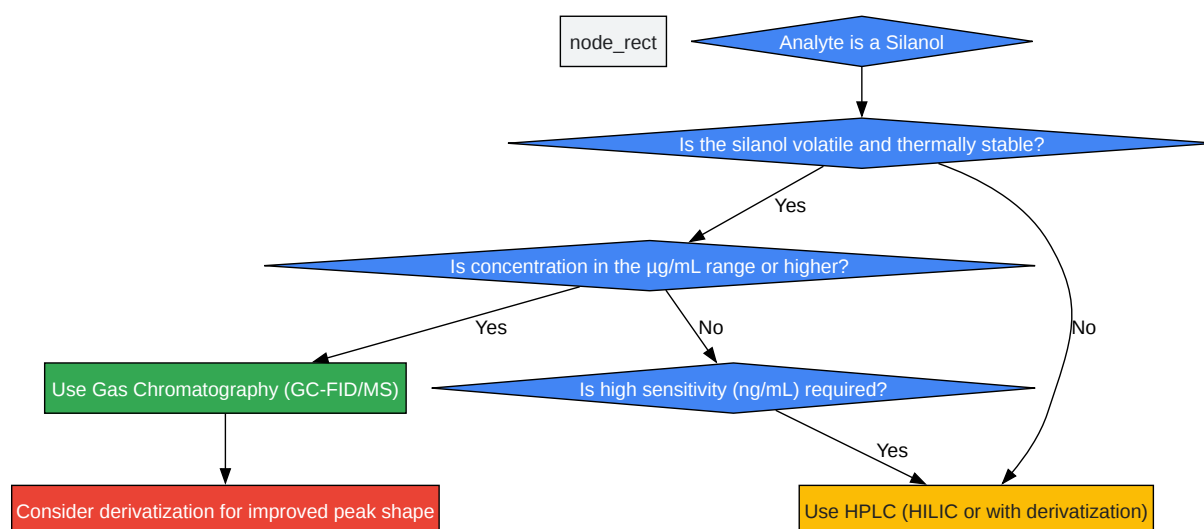 node_rect
Analyte is a Silanol
Is the silanol volatile and thermally stable?
Yes
Is concentration in the µg/mL range or higher?
Yes
No
No
Use Gas Chromatography (GC-FID/MS)
Is high sensitivity (ng/mL) required?
Yes
Consider derivatization for improved peak shape
Use HPLC (HILIC or with derivatization)